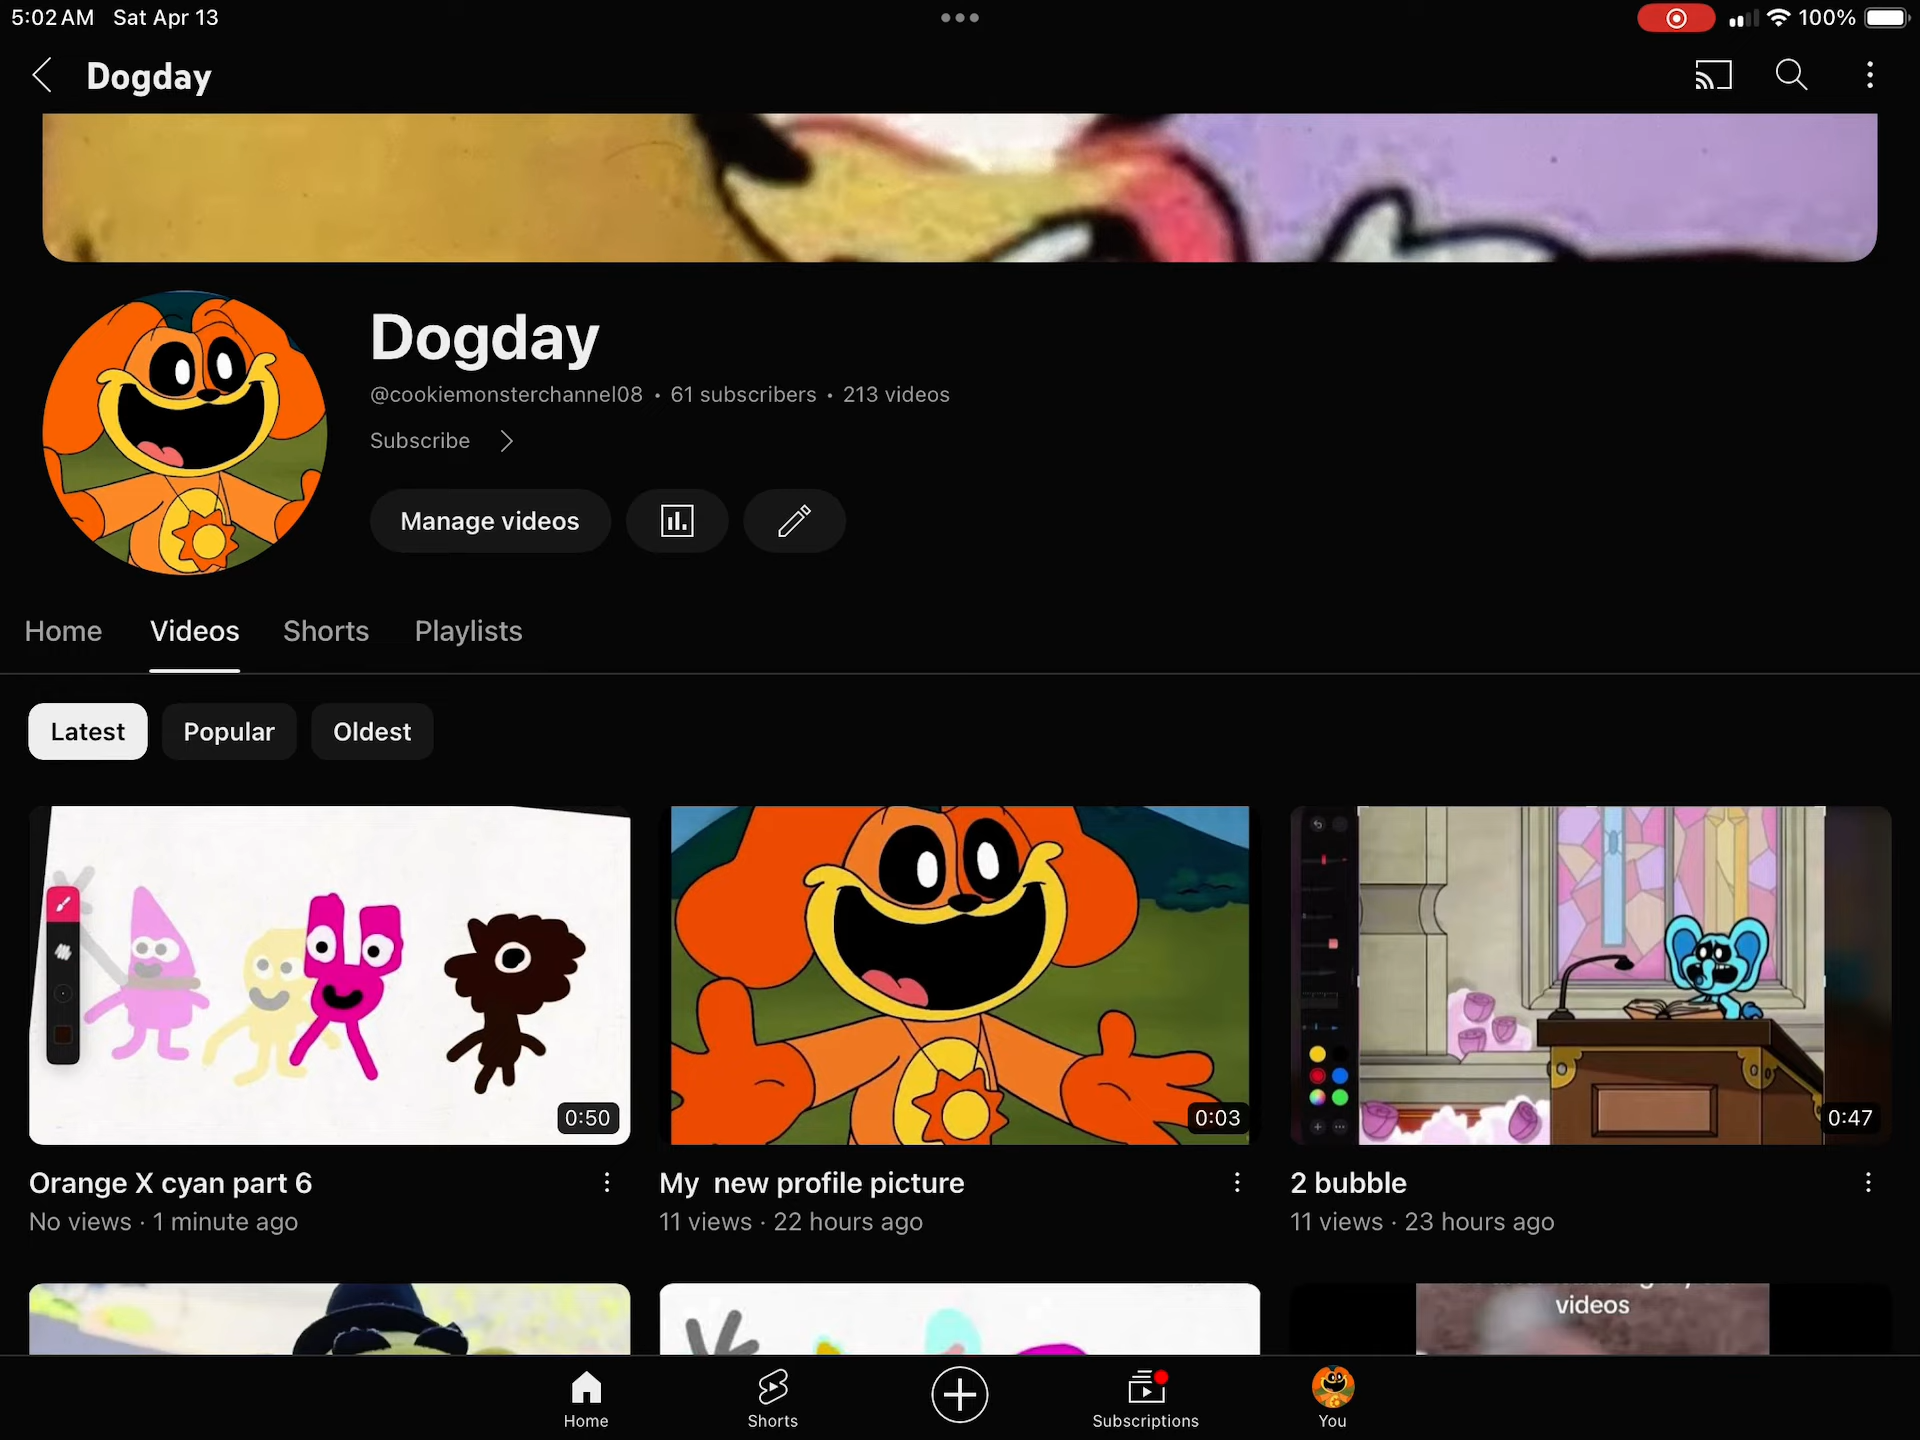 5:02 AM Sat Apr 13
100%
Dogday
Dogday
@cookiemonsterchannel08 • 61 subscribers • 213 videos
Subscribe
Manage videos
Home Videos Shorts Playlists
Latest Popular Oldest
0:50
0:03
0:47
Orange X cyan part 6
No views · 1 minute ago
My new profile picture
11 views · 22 hours ago
2 bubble
11 views · 23 hours ago
videos
Home Shorts Subscriptions You